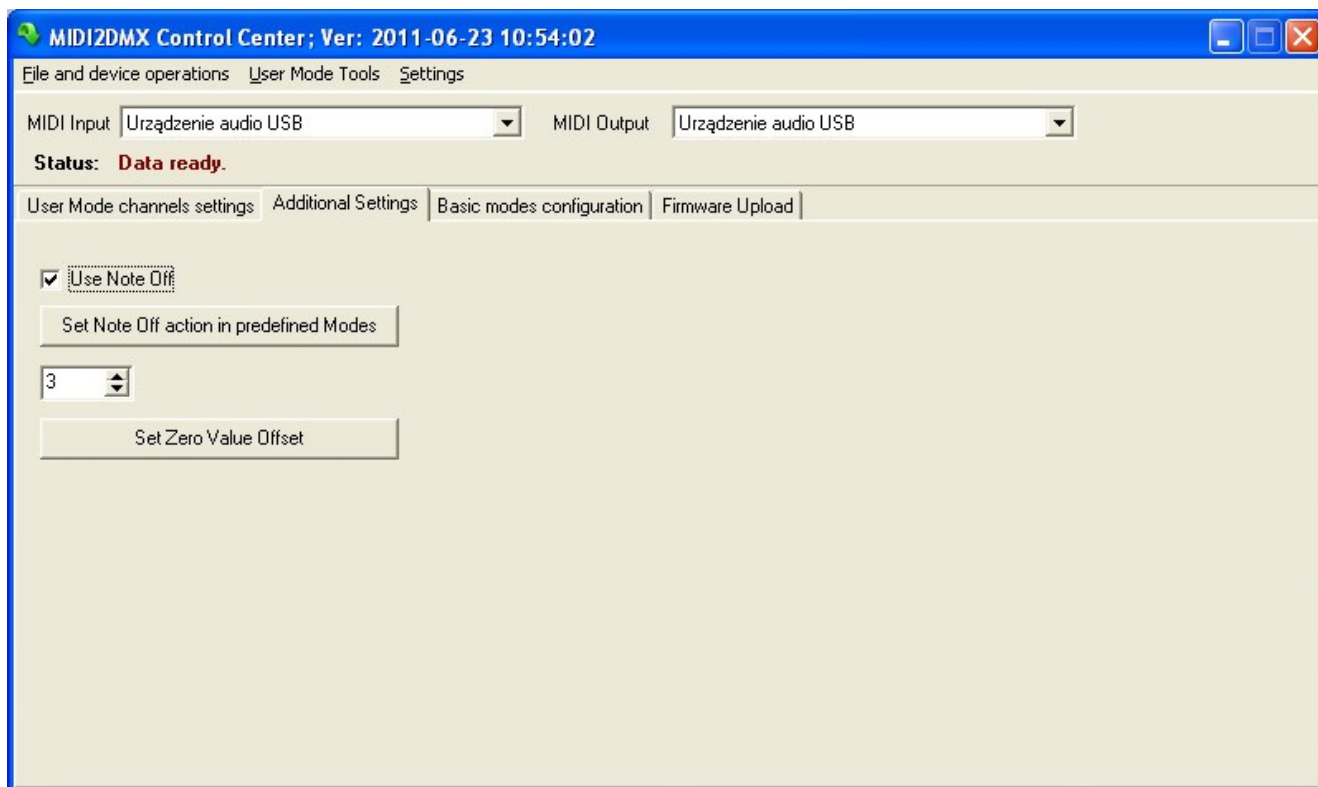 MIDI2DMX Control Center; Ver: 2011-06-23 10:54:02
File and device operations User Mode Tools Settings
MIDI Input Urządzenie audio USB MIDI Output Urządzenie audio USB
Status: Data ready.
User Mode channels settings Additional Settings Basic modes configuration Firmware Upload
Use Note Off
Set Note Off action in predefined Modes
3
Set Zero Value Offset